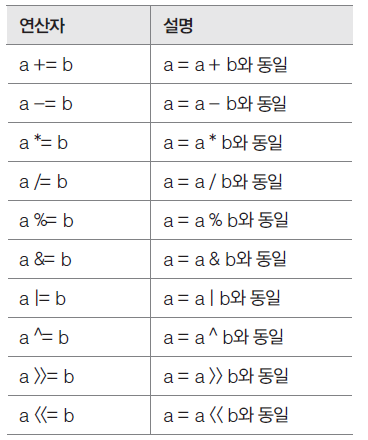 연산자 설명
a += b a = a + b와 동일
a -= b a = a - b와 동일
a *= b a = a * b와 동일
a /= b a = a / b와 동일
a %= b a = a % b와 동일
a &= b a = a & b와 동일
a |= b a = a | b와 동일
a ^= b a = a ^ b와 동일
a >>= b a = a >> b와 동일
a <<= b a = a << b와 동일